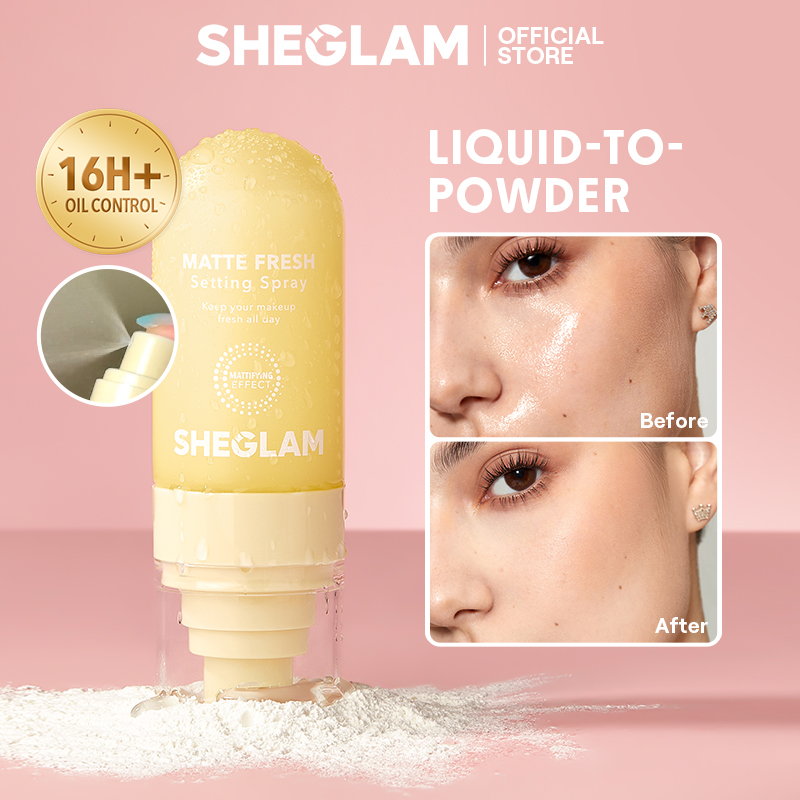 SHEGLAM
OFFICIAL
STORE
16H+
OIL CONTROL
MATTE FRESH
Setting Spray
Keep your makeup
fresh all day
MATTIFYING
EFFECT
SHEGLAM
LIQUID-TO-
POWDER
Before
After